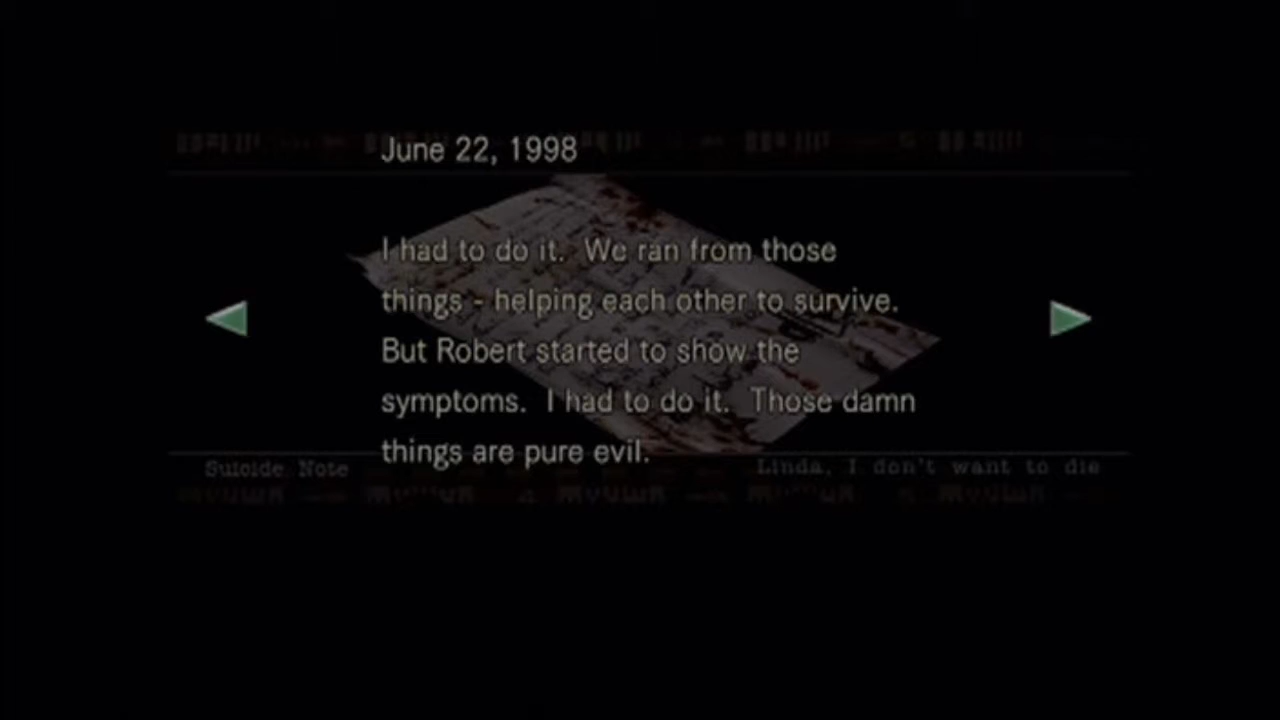 June 22, 1998
I had to do it. We ran from those
things - helping each other to survive.
But Robert started to show the
symptoms. I had to do it. Those damn
things are pure evil.
Suicide Note
Linda, I don't want to die